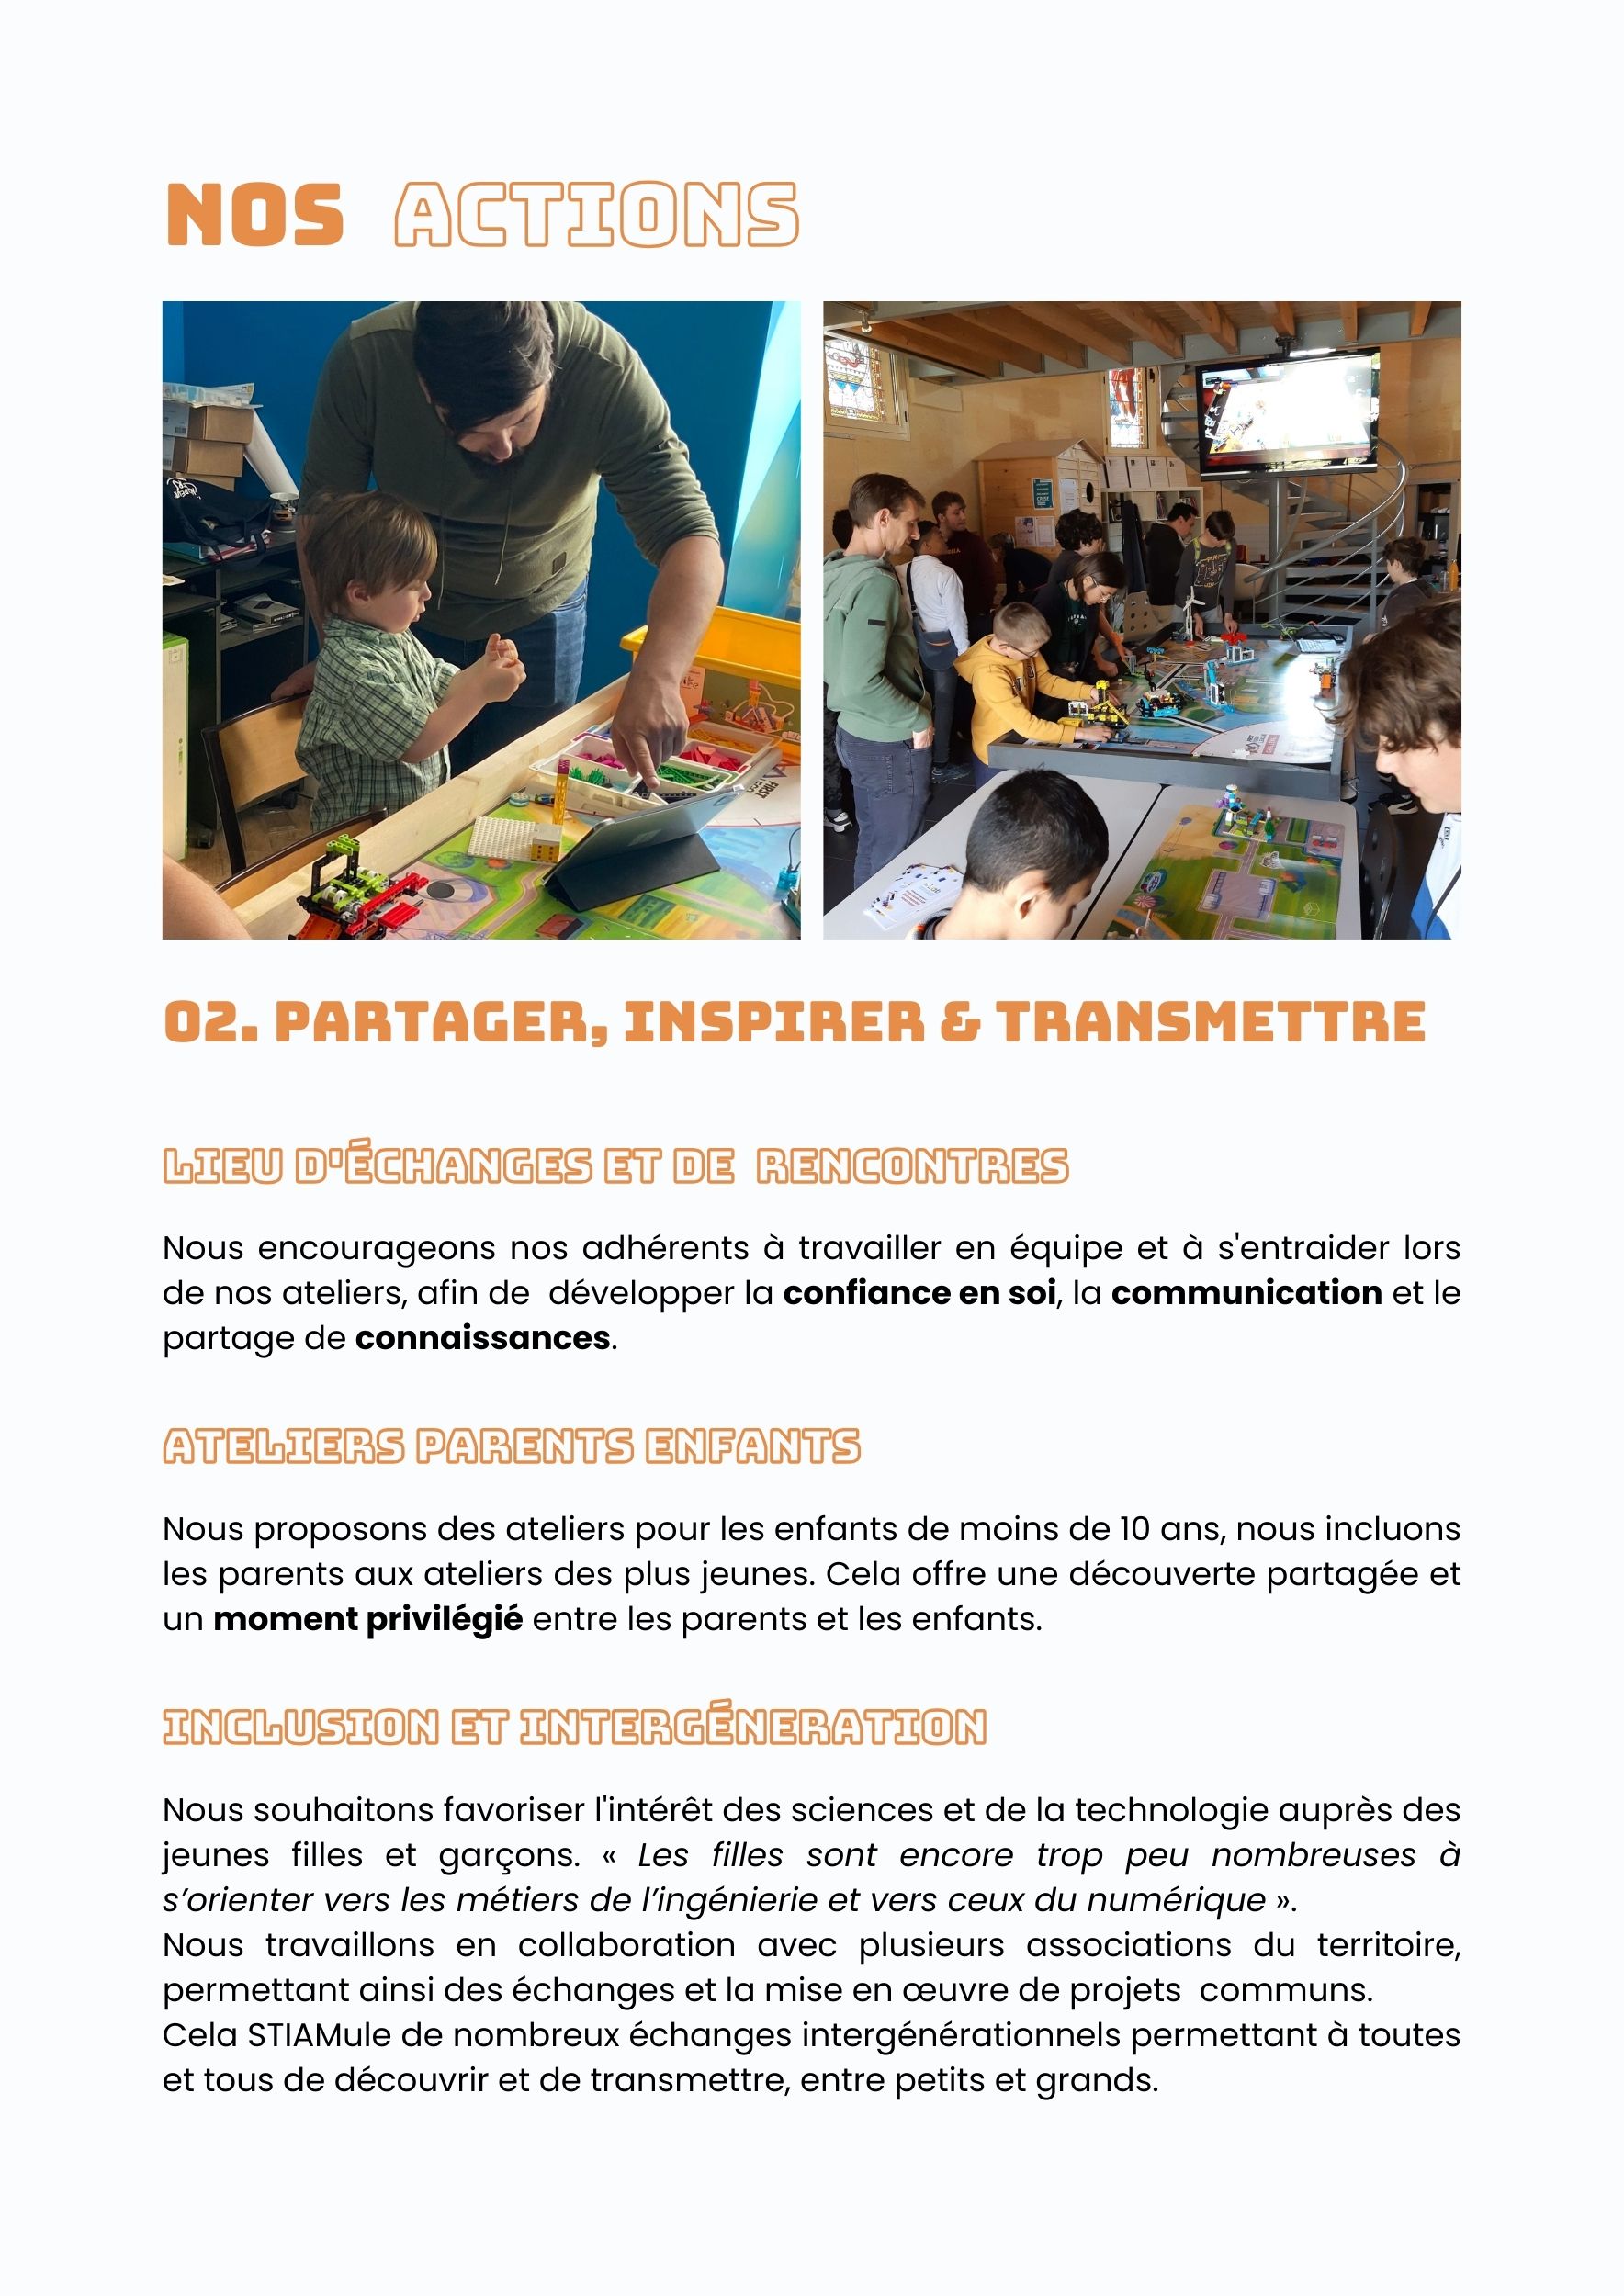 NOS ACTIONS
02. PARTAGER, INSPIRER & TRANSMETTRE
LIEU D'ÉCHANGES ET DE RENCONTRES
Nous encourageons nos adhérents à travailler en équipe et à s'entraider lors
de nos ateliers, afin de développer la confiance en soi, la communication et le
partage de connaissances.
ATELIERS PARENTS ENFANTS
Nous proposons des ateliers pour les enfants de moins de 10 ans, nous incluons
les parents aux ateliers des plus jeunes. Cela offre une découverte partagée et
un moment privilégié entre les parents et les enfants.
INCLUSION ET INTERGÉNERATION
Nous souhaitons favoriser l'intérêt des sciences et de la technologie auprès des
jeunes filles et garçons. « Les filles sont encore trop peu nombreuses à
s’orienter vers les métiers de l’ingénierie et vers ceux du numérique ».
Nous travaillons en collaboration avec plusieurs associations du territoire,
permettant ainsi des échanges et la mise en œuvre de projets communs.
Cela STIAMule de nombreux échanges intergénérationnels permettant à toutes
et tous de découvrir et de transmettre, entre petits et grands.